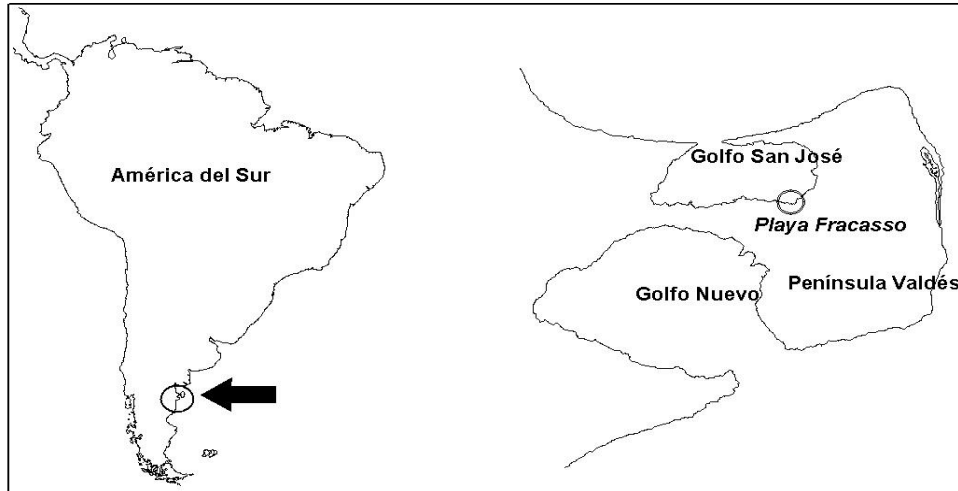 América del Sur
Golfo San José
Playa Fracasso
Península Valdés
Golfo Nuevo